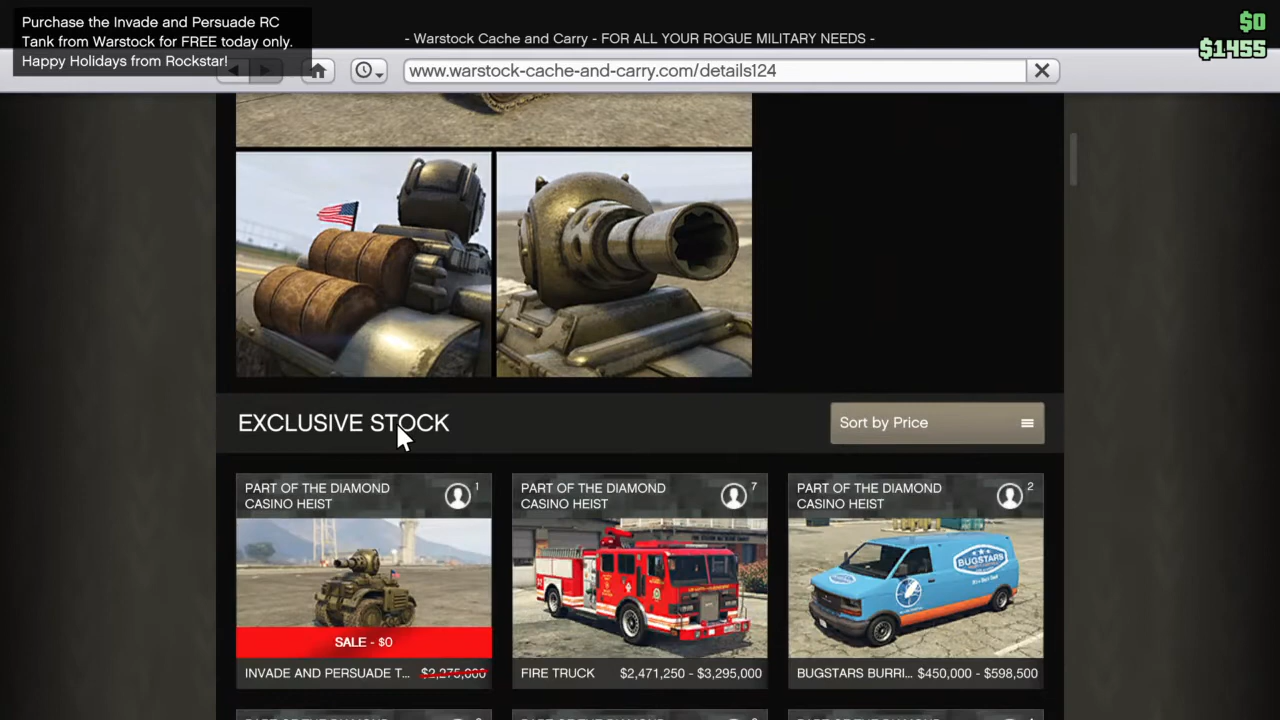 Purchase the Invade and Persuade RC
Tank from Warstock for FREE today only.
Happy Holidays from Rockstar!
- Warstock Cache and Carry - FOR ALL YOUR ROGUE MILITARY NEEDS -
$0
$1455
www.warstock-cache-and-carry.com/details124
EXCLUSIVE STOCK
Sort by Price
PART OF THE DIAMOND
CASINO HEIST
1
PART OF THE DIAMOND
CASINO HEIST
7
PART OF THE DIAMOND
CASINO HEIST
2
BUGSTARS
SALE - $0
INVADE AND PERSUADE T... $2,275,000
FIRE TRUCK $2,471,250 - $3,295,000
BUGSTARS BURRI... $450,000 - $598,500